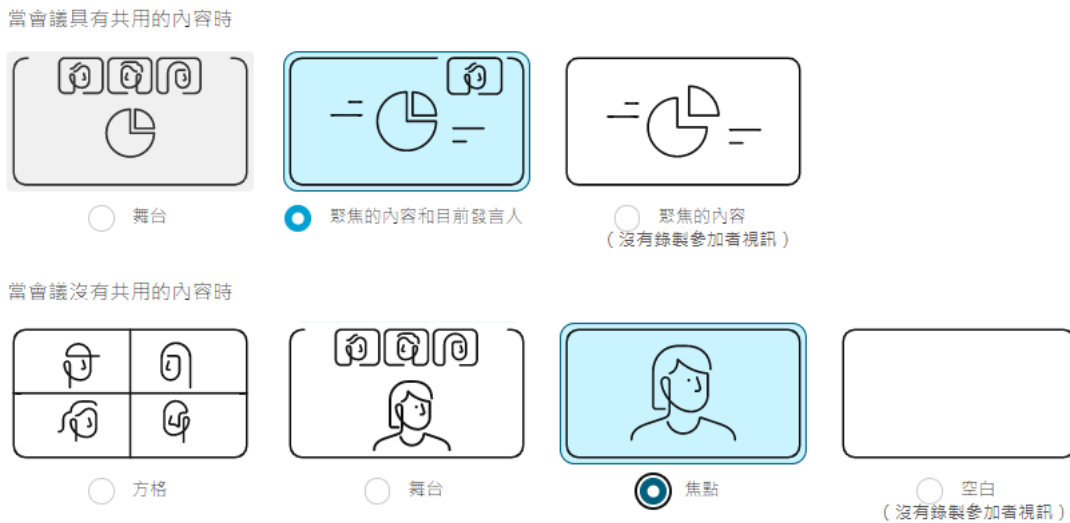 當會議具有共用的內容時
舞台
聚焦的內容和目前發言人
聚焦的內容
(沒有錄製參加者視訊)
當會議沒有共用的內容時
方格
舞台
焦點
空白
(沒有錄製參加者視訊)